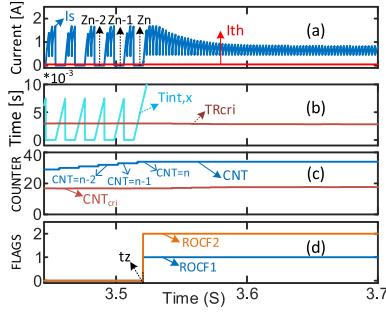 Current [A]
2
1
0
Is
Zn-2
Zn-1
Zn
Ith
(a)
*10⁻³
Time [s]
10
5
0
Tint,x
TRcri
(b)
COUNTER
40
20
0
CNT=n-2
CNT=n-1
CNT=n
CNT
CNTcri
(c)
FLAGS
2
1
0
tz
ROCF2
ROCF1
(d)
3.5
3.6
3.7
Time (S)